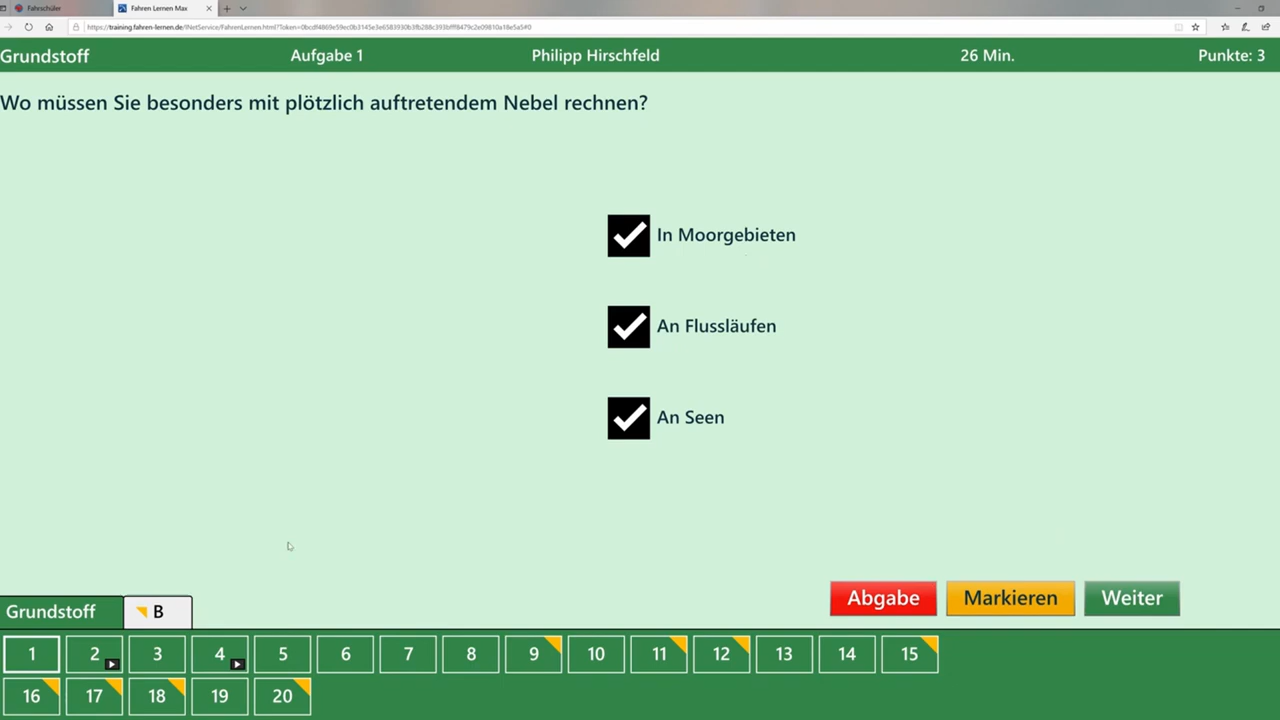 Fahrschüler
Fahren Lernen Max
Grundstoff
Aufgabe 1
Philipp Hirschfeld
26 Min.
Punkte: 3
Wo müssen Sie besonders mit plötzlich auftretendem Nebel rechnen?
In Moorgebieten
An Flussläufen
An Seen
Abgabe
Markieren
Weiter
Grundstoff
B
1 2 3 4 5 6 7 8 9 10 11 12 13 14 15
16 17 18 19 20